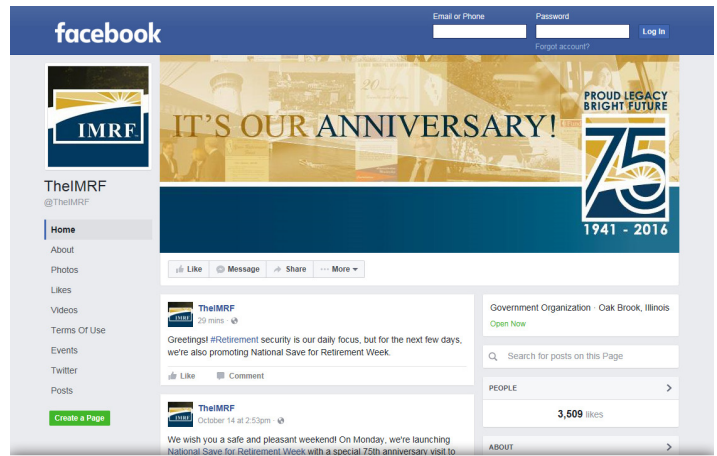 facebook
Email or Phone
Password
Log In
Forgot account?
IMRF
IT'S OUR ANNIVERSARY!
PROUD LEGACY
BRIGHT FUTURE
75
1941 - 2016
TheIMRF
@TheIMRF
Home
About
Photos
Likes
Videos
Terms Of Use
Events
Twitter
Posts
Create a Page
Like
Message
Share
More
TheIMRF
29 mins ·
Greetings! #Retirement security is our daily focus, but for the next few days,
we're also promoting National Save for Retirement Week.
Like
Comment
TheIMRF
October 14 at 2:53pm ·
We wish you a safe and pleasant weekend! On Monday, we're launching
National Save for Retirement Week with a special 75th anniversary visit to
Government Organization · Oak Brook, Illinois
Open Now
Search for posts on this Page
PEOPLE
3,509 likes
ABOUT